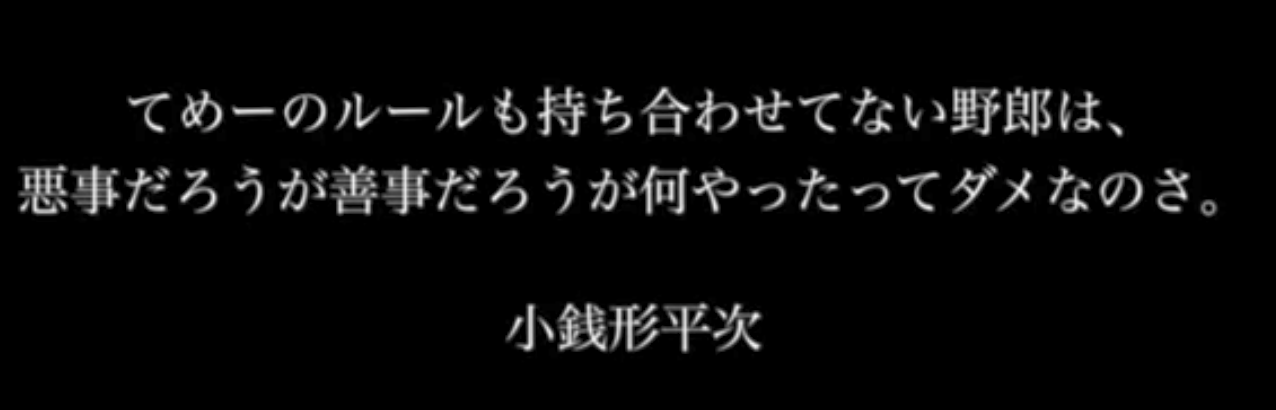 てめーのルールも持ち合わせてない野郎は、
悪事だろうが善事だろうが何やったってダメなのさ。
小銭形平次